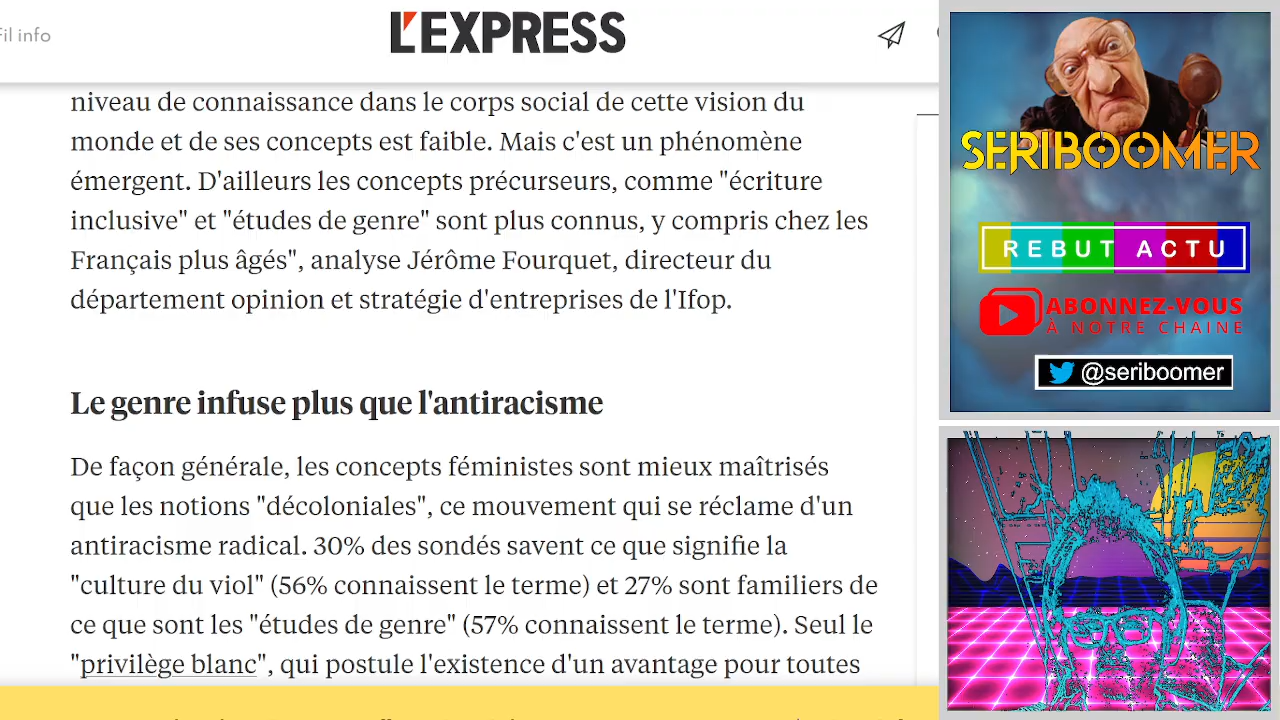 Fil info
L'EXPRESS
niveau de connaissance dans le corps social de cette vision du
monde et de ses concepts est faible. Mais c'est un phénomène
émergent. D'ailleurs les concepts précurseurs, comme "écriture
inclusive" et "études de genre" sont plus connus, y compris chez les
Français plus âgés", analyse Jérôme Fourquet, directeur du
département opinion et stratégie d'entreprises de l'Ifop.
Le genre infuse plus que l'antiracisme
De façon générale, les concepts féministes sont mieux maîtrisés
que les notions "décoloniales", ce mouvement qui se réclame d'un
antiracisme radical. 30% des sondés savent ce que signifie la
"culture du viol" (56% connaissent le terme) et 27% sont familiers de
ce que sont les "études de genre" (57% connaissent le terme). Seul le
"privilège blanc", qui postule l'existence d'un avantage pour toutes
SERIBOOMER
REBUT ACTU
ABONNEZ-VOUS
À NOTRE CHAINE
@seriboomer